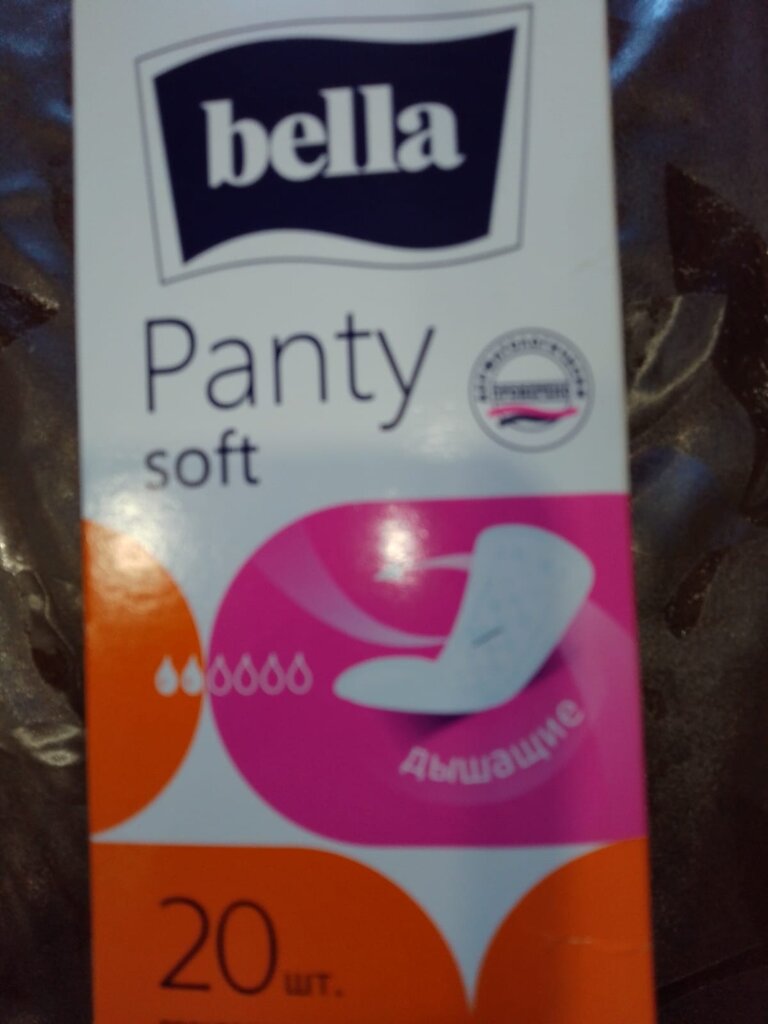 bella
Panty
soft
дышащие
20 шт.